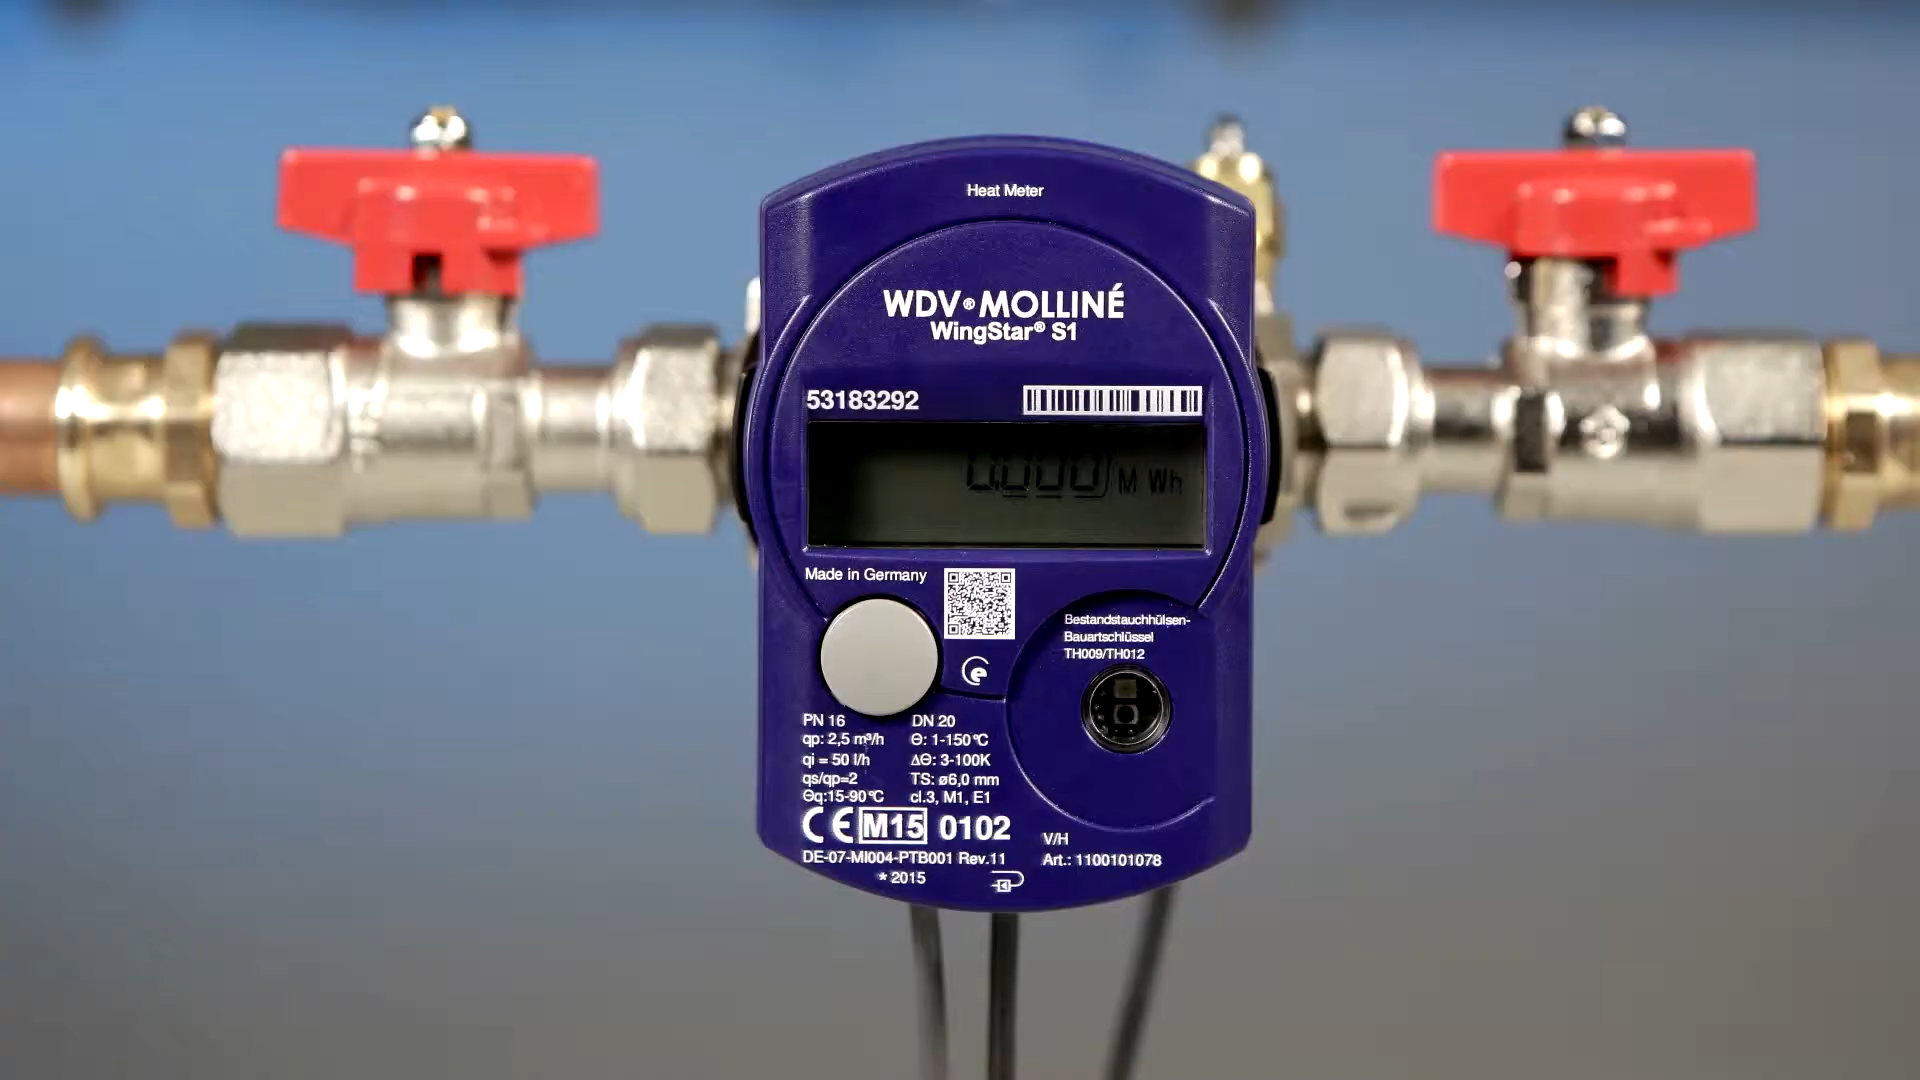 Heat Meter
WDV® MOLLINÉ
WingStar® S1
53183292
0.000 M Wh
Made in Germany
Bestandstauchhülsen-
Bauartschlüssel
TH009/TH012
e
PN 16 DN 20
qp: 2,5 m³/h Θ: 1-150°C
qi = 50 l/h ΔΘ: 3-100K
qs/qp=2 TS: ø6,0 mm
Θq:15-90°C cl.3, M1, E1
CE M15 0102
V/H
DE-07-MI004-PTB001 Rev.11
Art.: 1100101078
* 2015